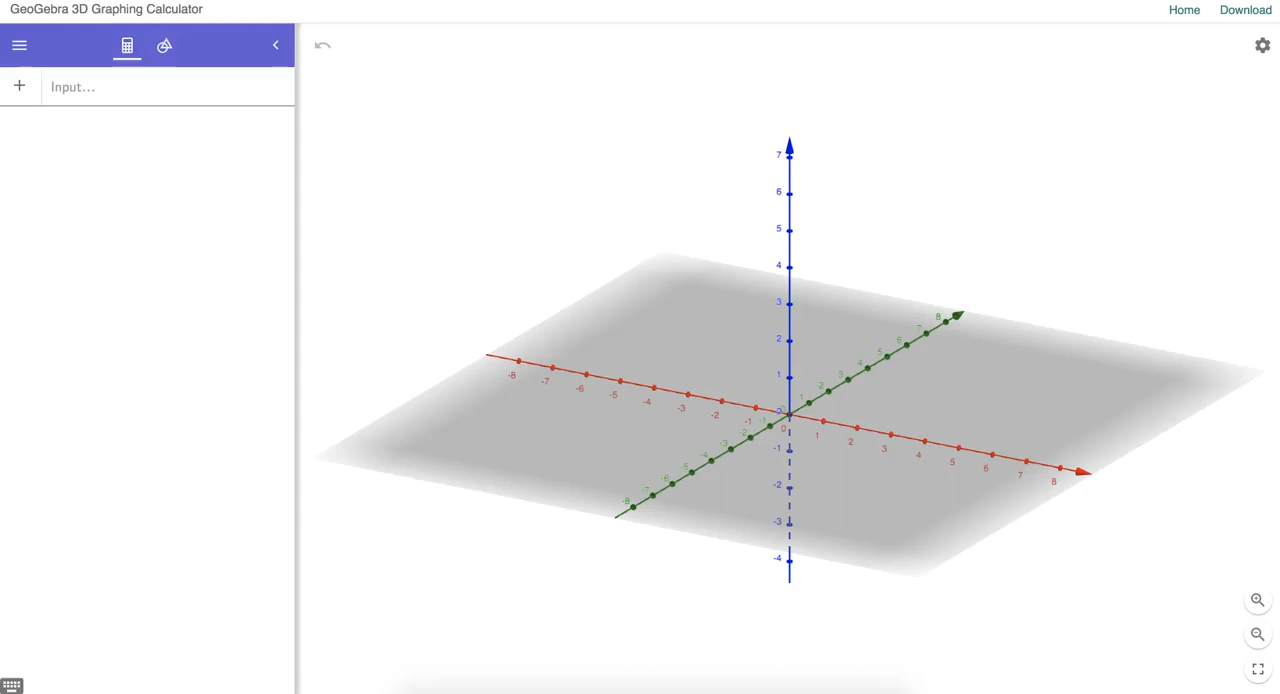 GeoGebra 3D Graphing Calculator
Home Download
Input...
7
6
5
4
3
2
1
0
-1
-2
-3
-4
-8 -7 -6 -5 -4 -3 -2 -1 0 1 2 3 4 5 6 7 8
-8 -7 -6 -5 -4 -3 -2 -1 0 1 2 3 4 5 6 7 8